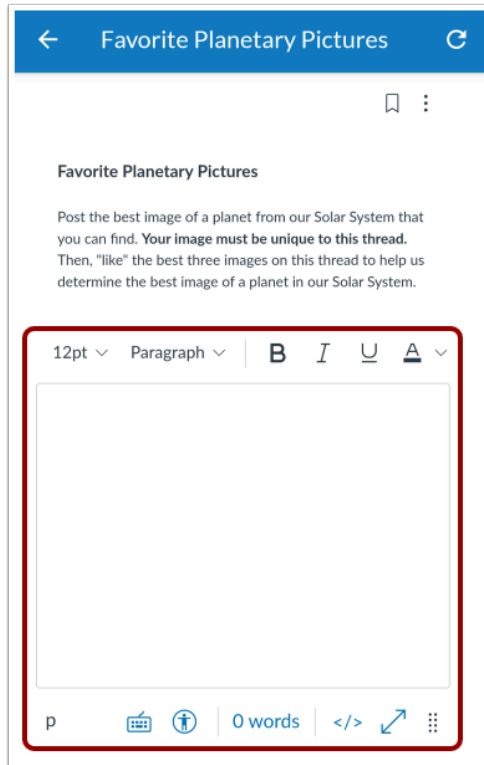 Favorite Planetary Pictures
Favorite Planetary Pictures
Post the best image of a planet from our Solar System that
you can find. Your image must be unique to this thread.
Then, "like" the best three images on this thread to help us
determine the best image of a planet in our Solar System.
12pt Paragraph B I U A
p 0 words </>